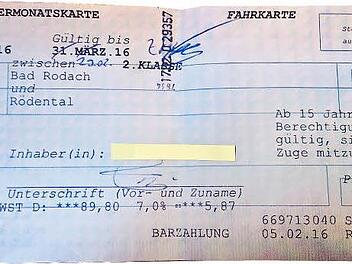 ERMONATSKARTE FAHRKARTE
Gültig bis
16 31.MÄRZ.16
zwischen 2.KLASSE
Bad Rodach
und
Rödental
Ab 15 Jahr
Berechtigu
gültig, si
Zuge mitzu
Inhaber(in):
Unterschrift (Vor- und Zuname)
WST D: ***89,80 7,0% =***5,87
669713040 S
BARZAHLUNG 05.02.16 R